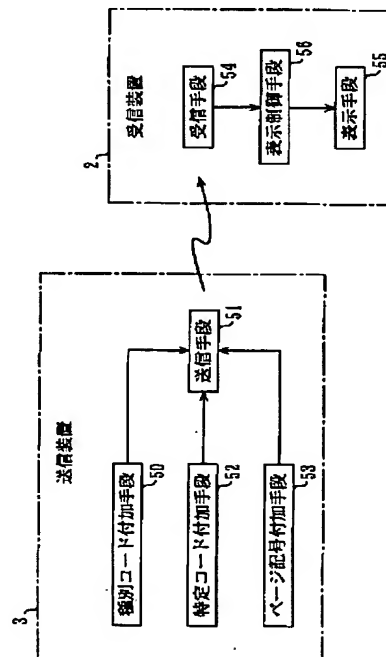 3
送信装置
種別コード付加手段
50
特定コード付加手段
52
ページ記号付加手段
53
送信手段
51
2
受信装置
受信手段
54
表示制御手段
56
表示手段
55